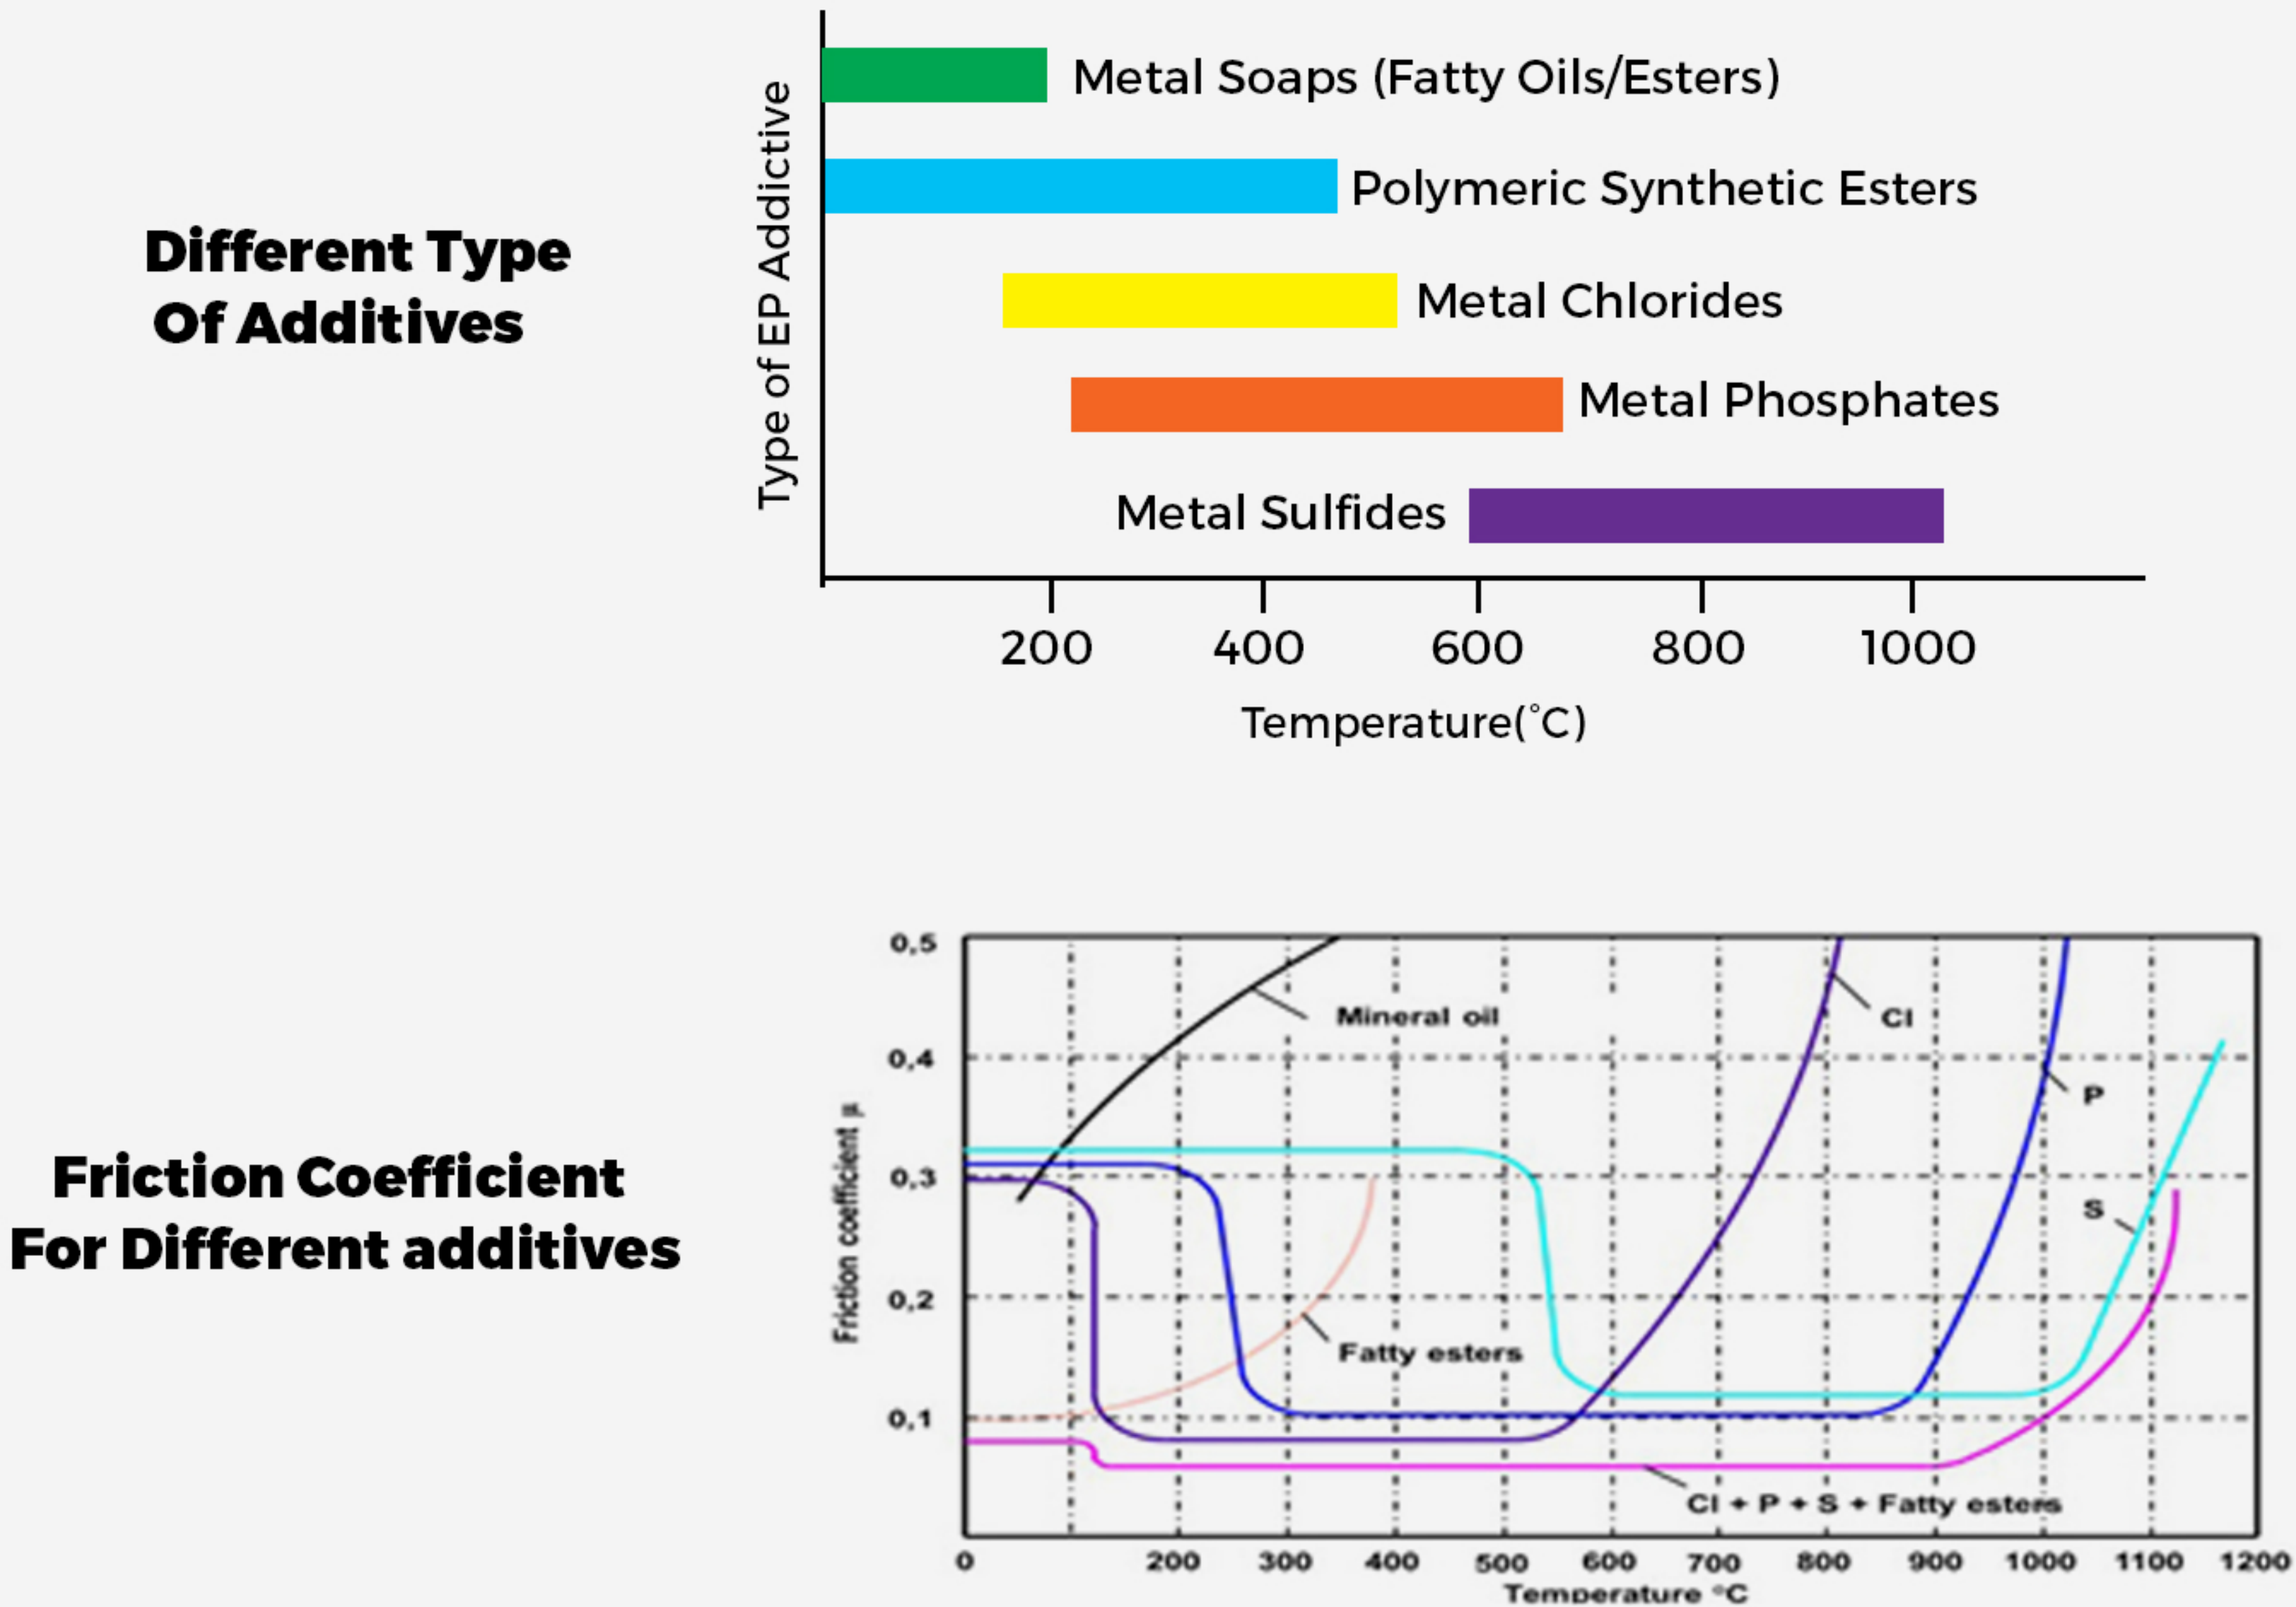 Different Type
Of Additives
Type of EP Addictive
Metal Soaps (Fatty Oils/Esters)
Polymeric Synthetic Esters
Metal Chlorides
Metal Phosphates
Metal Sulfides
200 400 600 800 1000
Temperature(°C)
Friction Coefficient
For Different additives
Friction coefficient µ
0,5
0,4
0,3
0,2
0,1
Mineral oil
Cl
P
S
Fatty esters
Cl + P + S + Fatty esters
0 200 300 400 500 600 700 800 900 1000 1100 1200
Temperature °C